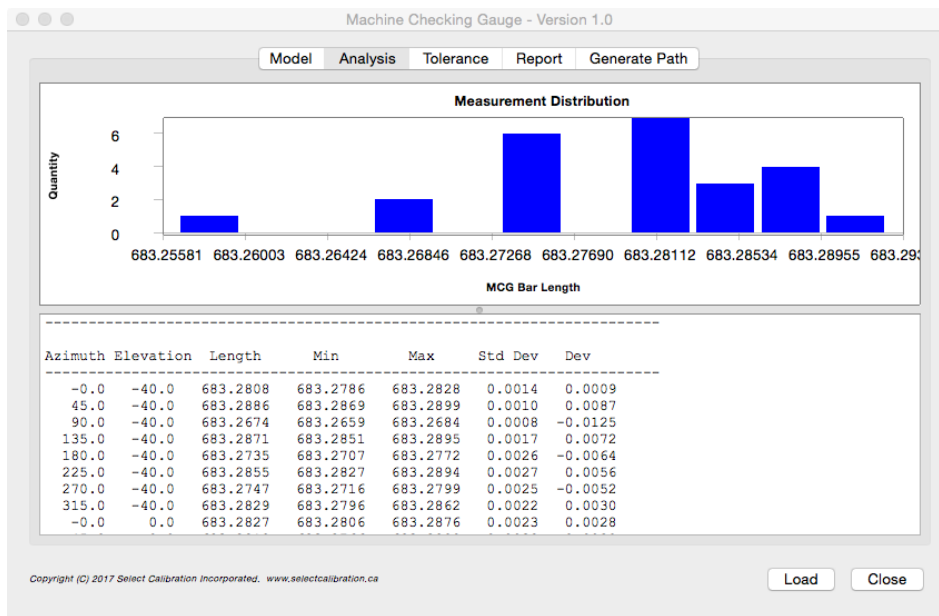 Machine Checking Gauge - Version 1.0
Model Analysis Tolerance Report Generate Path
Measurement Distribution
Quantity
6
4
2
0
683.25581 683.26003 683.26424 683.26846 683.27268 683.27690 683.28112 683.28534 683.28955 683.293
MCG Bar Length
Azimuth Elevation Length Min Max Std Dev Dev
-0.0 -40.0 683.2808 683.2786 683.2828 0.0014 0.0009
45.0 -40.0 683.2886 683.2869 683.2899 0.0010 0.0087
90.0 -40.0 683.2674 683.2659 683.2684 0.0008 -0.0125
135.0 -40.0 683.2871 683.2851 683.2895 0.0017 0.0072
180.0 -40.0 683.2735 683.2707 683.2772 0.0026 -0.0064
225.0 -40.0 683.2855 683.2827 683.2894 0.0027 0.0056
270.0 -40.0 683.2747 683.2716 683.2799 0.0025 -0.0052
315.0 -40.0 683.2829 683.2796 683.2862 0.0022 0.0030
-0.0 0.0 683.2827 683.2806 683.2876 0.0023 0.0028
Copyright (C) 2017 Select Calibration Incorporated. www.selectcalibration.ca
Load Close